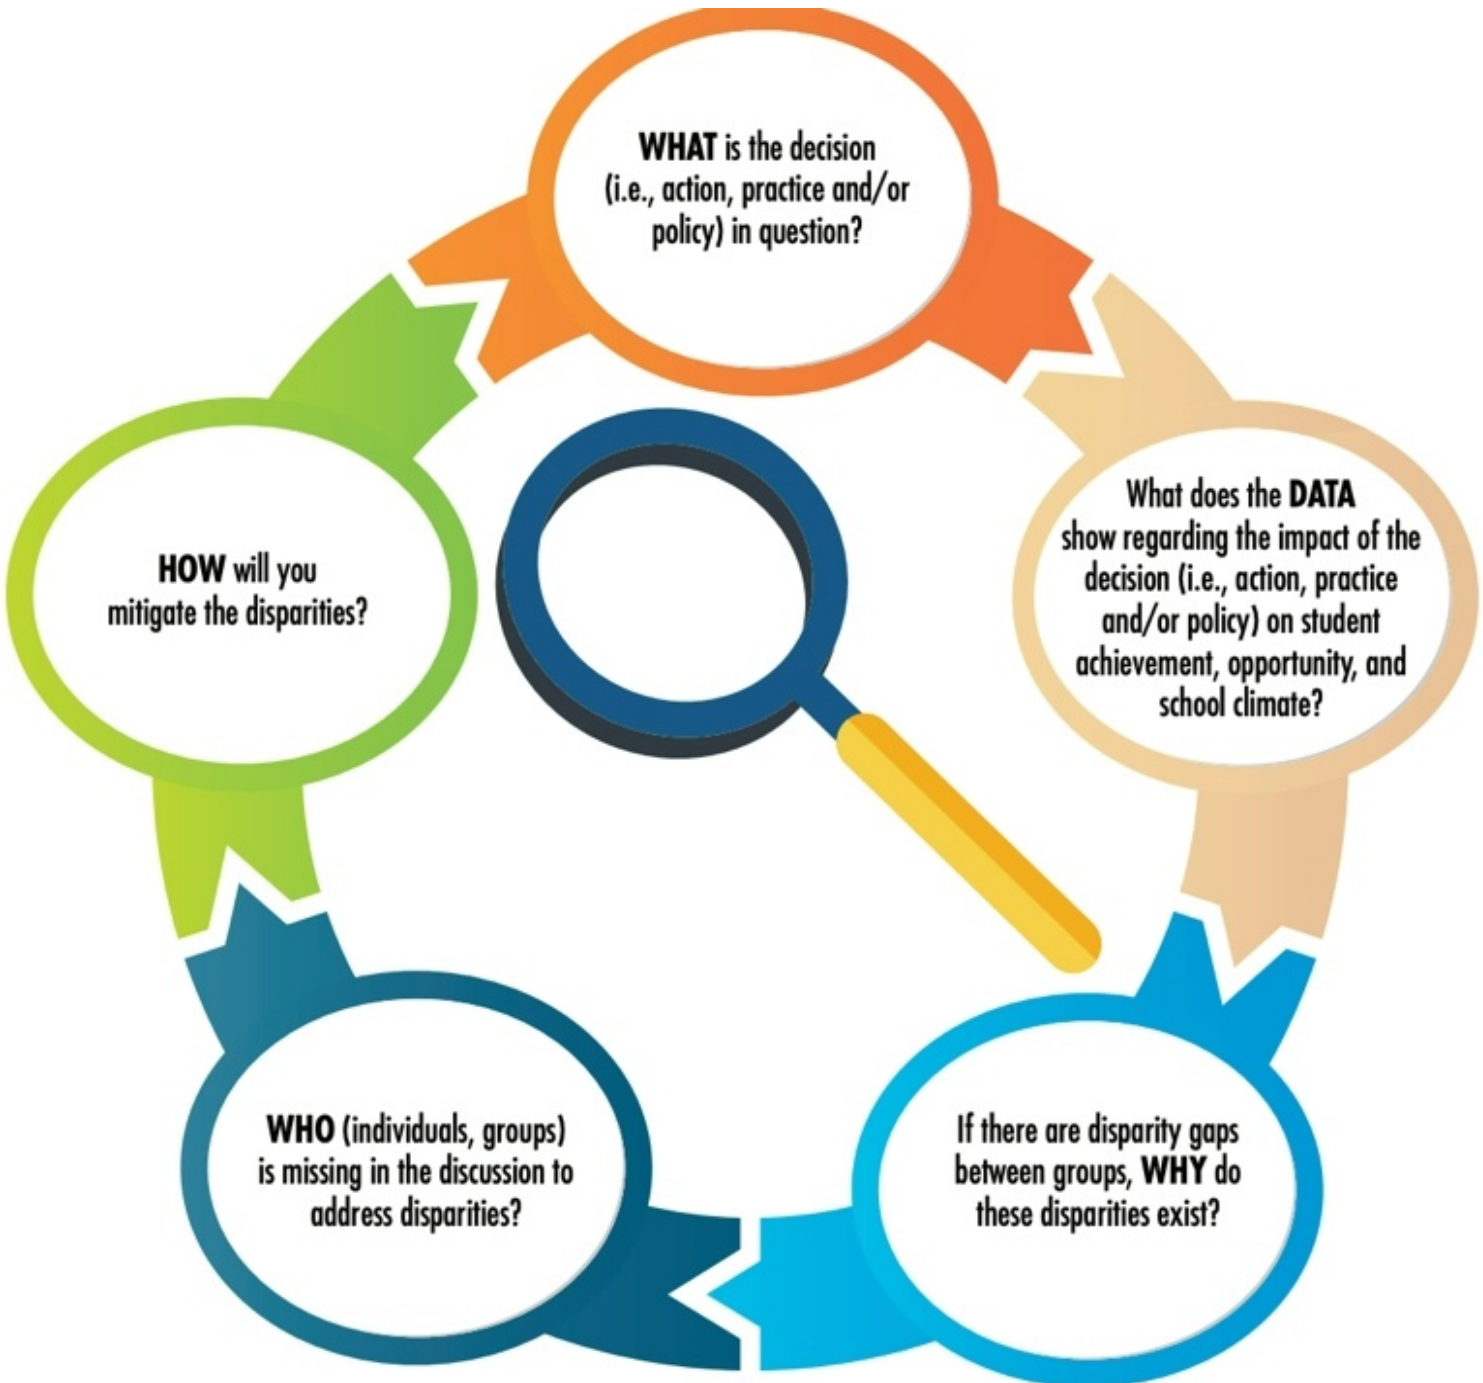 WHAT is the decision
(i.e., action, practice and/or
policy) in question?
What does the DATA
show regarding the impact of the
decision (i.e., action, practice
and/or policy) on student
achievement, opportunity, and
school climate?
If there are disparity gaps
between groups, WHY do
these disparities exist?
WHO (individuals, groups)
is missing in the discussion to
address disparities?
HOW will you
mitigate the disparities?